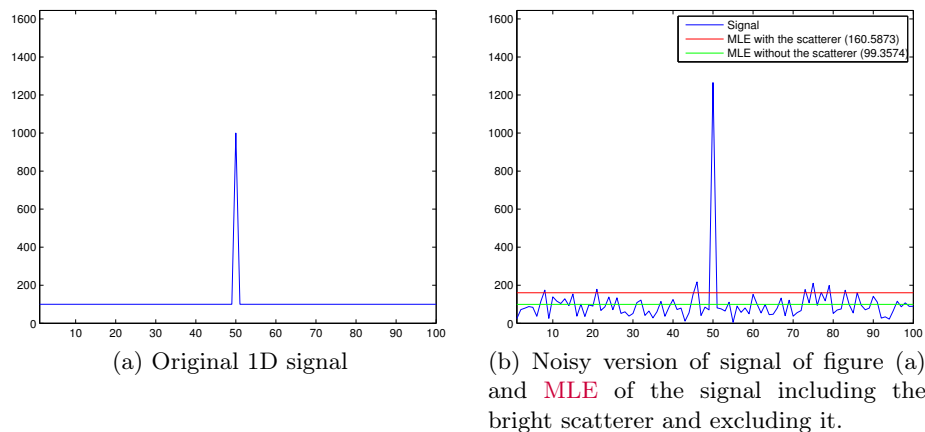 1600
1400
1200
1000
800
600
400
200
0
10 20 30 40 50 60 70 80 90 100
(a) Original 1D signal
Signal
MLE with the scatterer (160.5873)
MLE without the scatterer (99.3574)
1600
1400
1200
1000
800
600
400
200
0
10 20 30 40 50 60 70 80 90 100
(b) Noisy version of signal of figure (a)
and MLE of the signal including the
bright scatterer and excluding it.